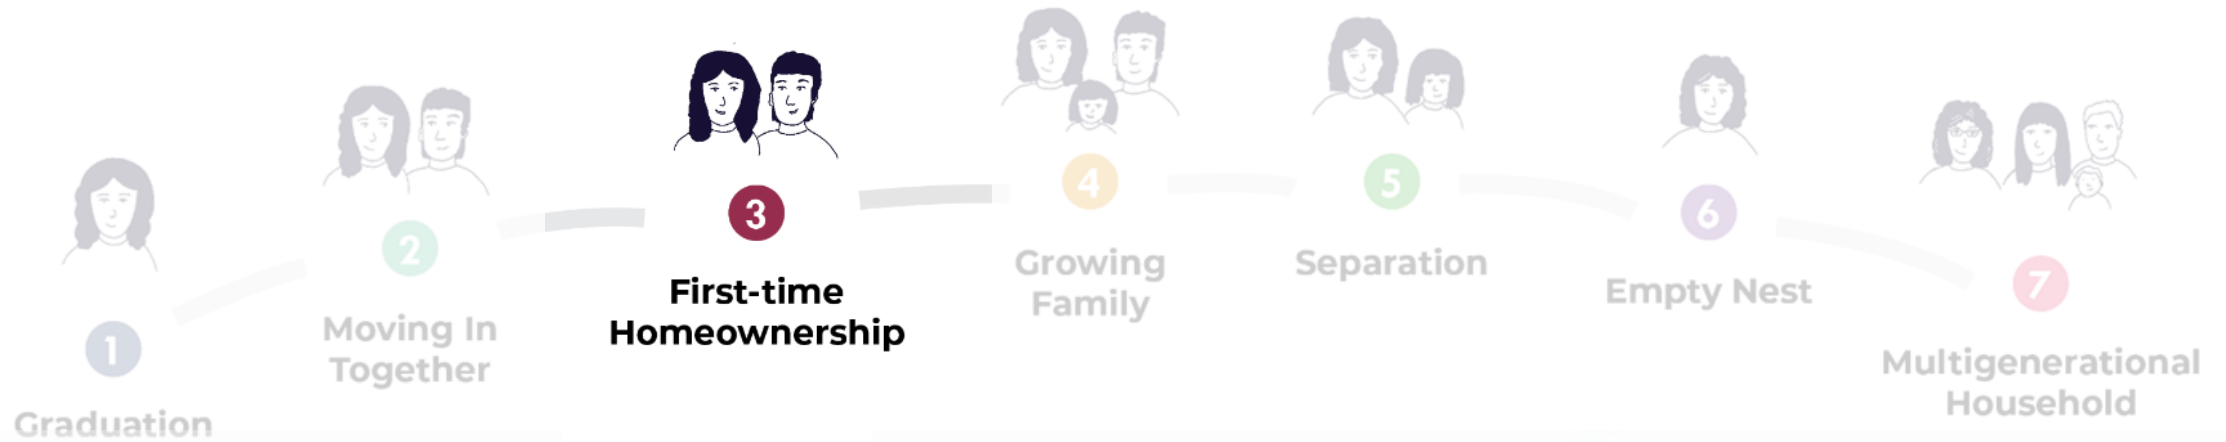 1
Graduation
2
Moving In
Together
3
First-time
Homeownership
4
Growing
Family
5
Separation
6
Empty Nest
7
Multigenerational
Household